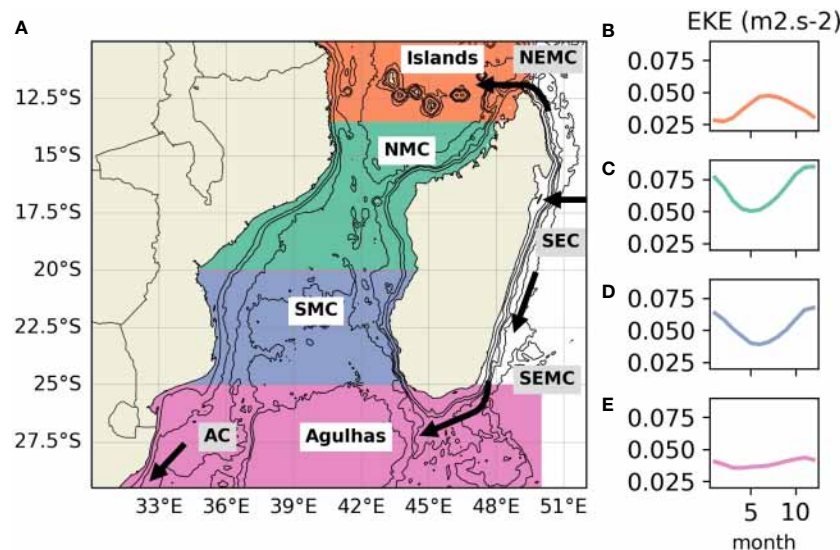 A
Islands
NEMC
12.5°S
NMC
15°S
17.5°S
SEC
20°S
SMC
22.5°S
SEMC
25°S
AC
Agulhas
27.5°S
33°E 36°E 39°E 42°E 45°E 48°E 51°E
B
EKE (m2.s-2)
0.075
0.050
0.025
C
0.075
0.050
0.025
D
0.075
0.050
0.025
E
0.075
0.050
0.025
5 10
month